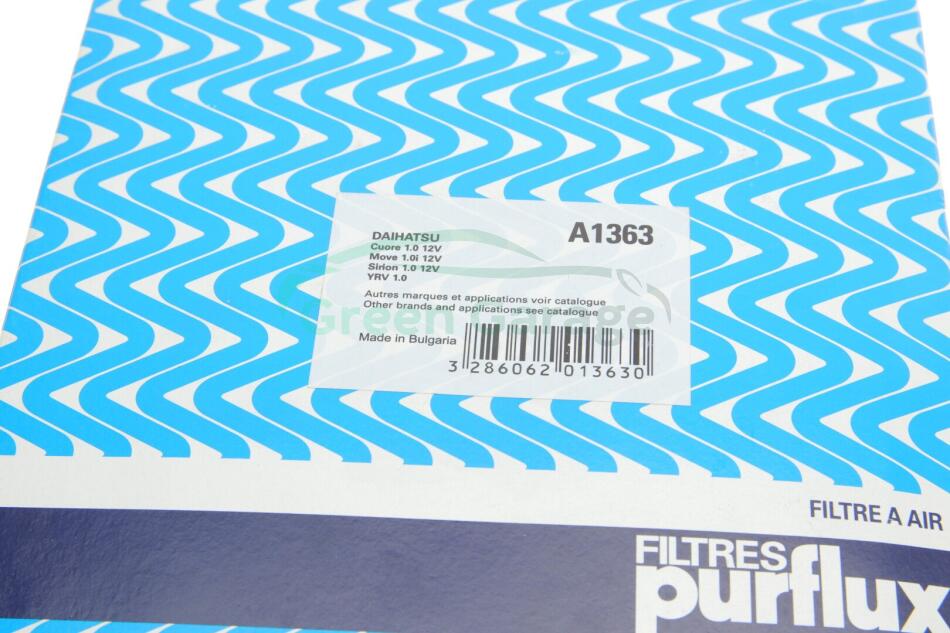 A1363
DAIHATSU
Cuore 1.0 12V
Move 1.0i 12V
Sirion 1.0 12V
YRV 1.0
Autres marques et applications voir catalogue
Other brands and applications see catalogue
Green Garage
Made in Bulgaria
3 286062 013630
FILTRE A AIR
FILTRES
purflux